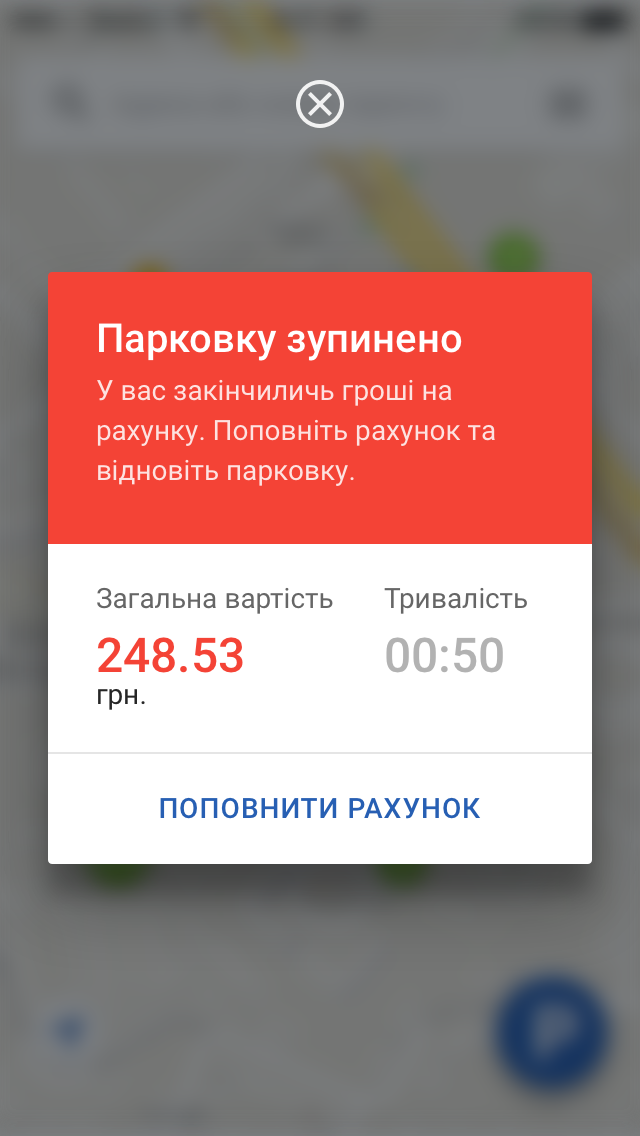 Парковку зупинено
У вас закінчиличь гроші на
рахунку. Поповніть рахунок та
відновіть парковку.
Загальна вартість
Тривалість
248.53
00:50
грн.
ПОПОВНИТИ РАХУНОК